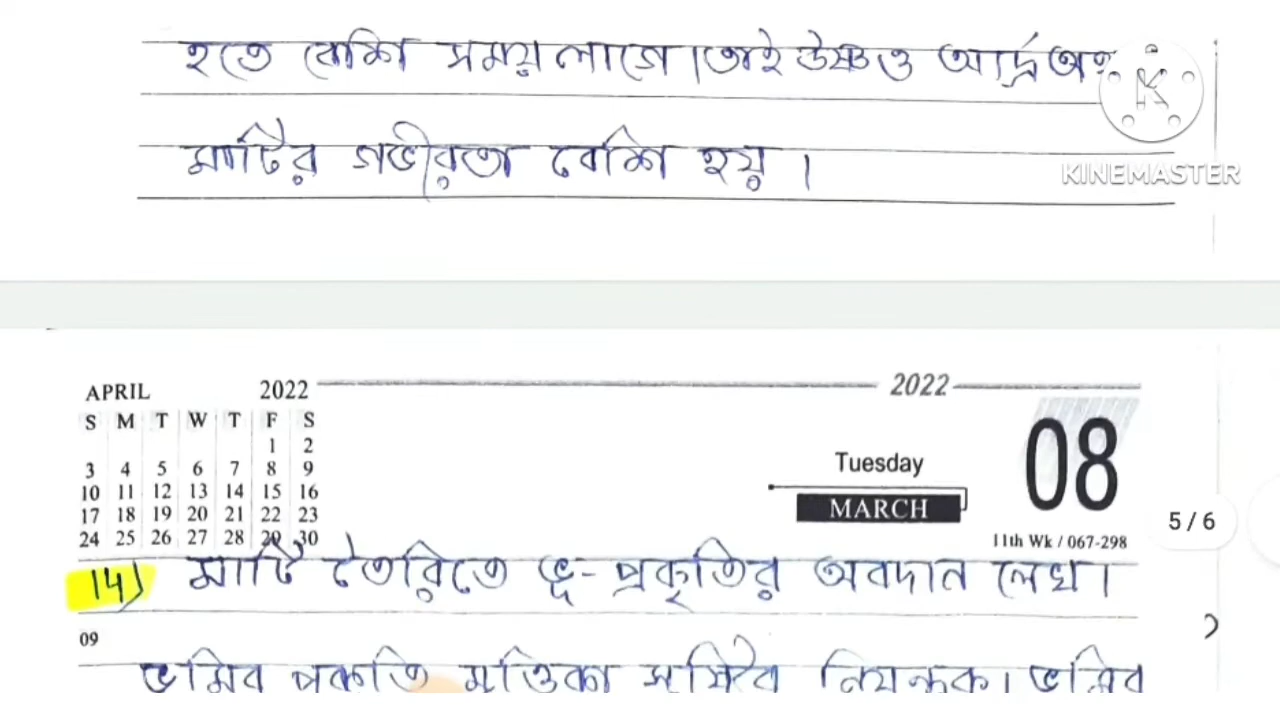 হতে বেশি সময় লাগে। তাই উষ্ণ ও আর্দ্র
মাটির গভীরতা বেশি হয়।
KINEMASTER
APRIL 2022
S M T W T F S
1 2
3 4 5 6 7 8 9
10 11 12 13 14 15 16
17 18 19 20 21 22 23
24 25 26 27 28 29 30
2022
08
Tuesday
MARCH
11th Wk / 067-298
5 / 6
14) মাটি তৈরিতে ভূ-প্রকৃতির অবদান লেখ।
09
ভূমির প্রকৃতি মৃত্তিকা সৃষ্টির নিয়ন্ত্রক। ভূমির